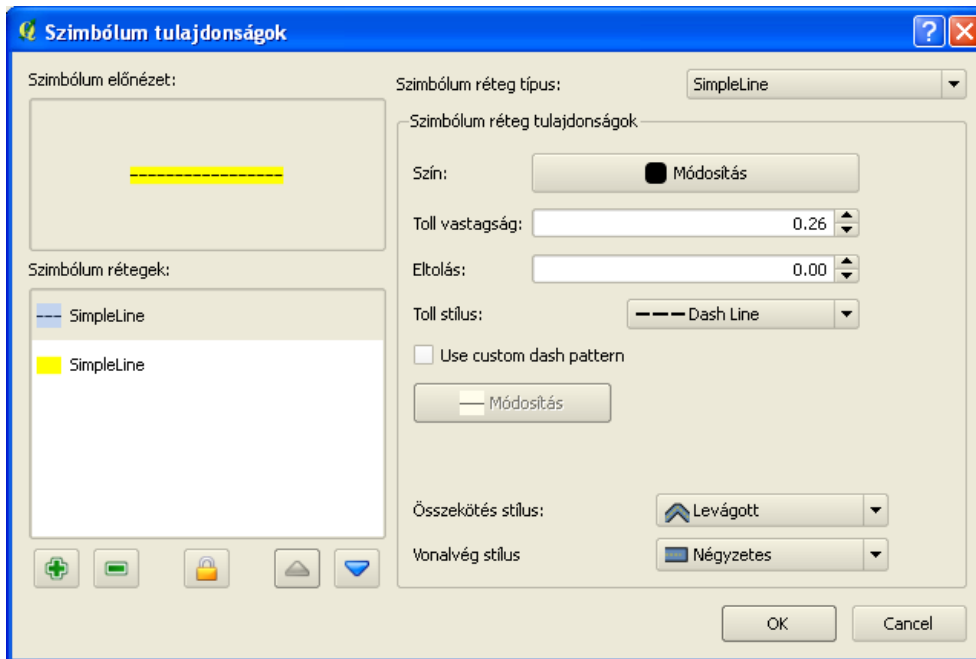 Szimbólum tulajdonságok
Szimbólum előnézet:
Szimbólum rétegek:
SimpleLine
SimpleLine
Szimbólum réteg típus:
SimpleLine
Szimbólum réteg tulajdonságok
Szín:
Módosítás
Toll vastagság:
0.26
Eltolás:
0.00
Toll stílus:
Dash Line
Use custom dash pattern
Módosítás
Összekötés stílus:
Levágott
Vonalvég stílus
Négyzetes
OK
Cancel